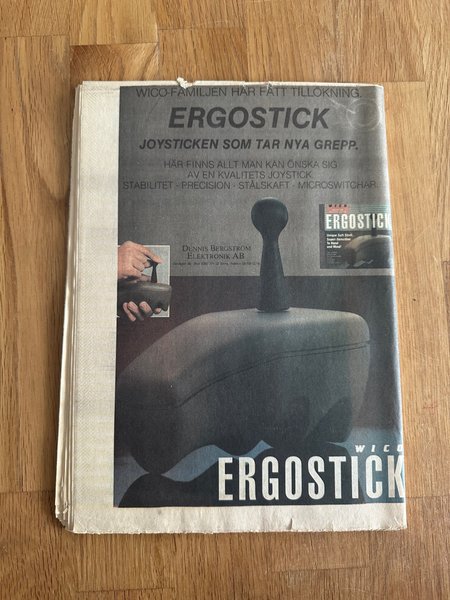 WICO-FAMILJEN HAR FÅTT TILLÖKNING.
ERGOSTICK
JOYSTICKEN SOM TAR NYA GREPP.
HÄR FINNS ALLT MAN KAN ÖNSKA SIG
AV EN KVALITETS JOYSTICK.
STABILITET - PRECISION - STÅLSKAFT - MICROSWITCHAR.
WICO
ERGOSTICK
DENNIS BERGSTRÖM
ELEKTRONIK AB
WICO
ERGOSTICK